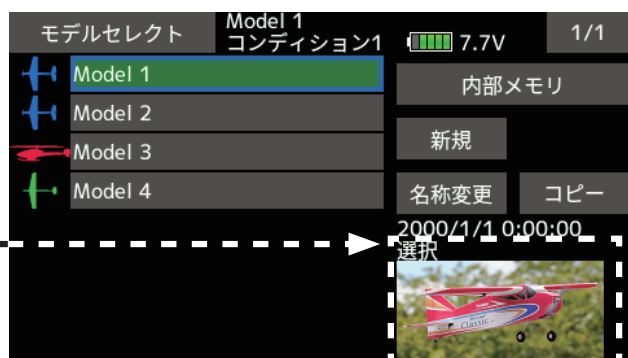 モデルセレクト
Model 1
コンディション1
7.7V
1/1
Model 1
Model 2
Model 3
Model 4
内部メモリ
新規
名称変更
コピー
2000/1/1 0:00:00
選択
Classic